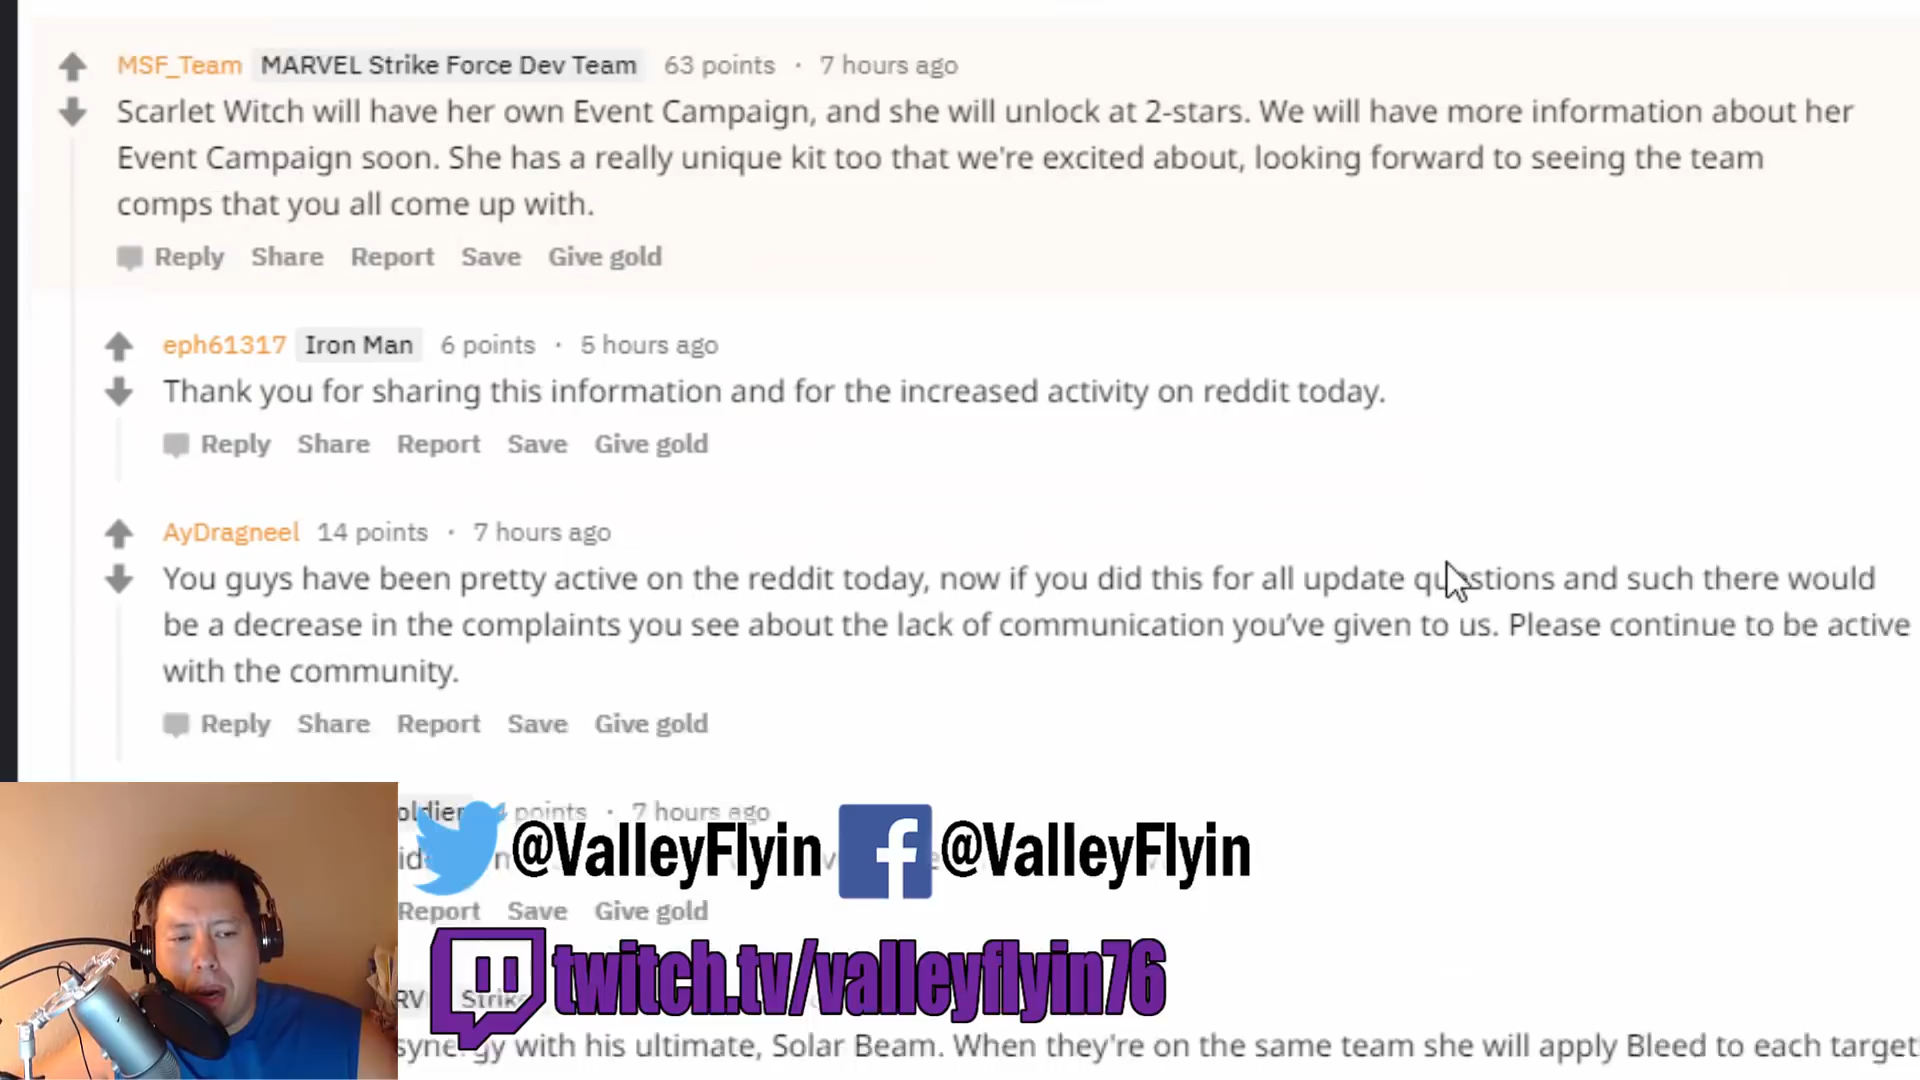 MSF_Team MARVEL Strike Force Dev Team 63 points · 7 hours ago
Scarlet Witch will have her own Event Campaign, and she will unlock at 2-stars. We will have more information about her
Event Campaign soon. She has a really unique kit too that we're excited about, looking forward to seeing the team
comps that you all come up with.
Reply Share Report Save Give gold
eph61317 Iron Man 6 points · 5 hours ago
Thank you for sharing this information and for the increased activity on reddit today.
Reply Share Report Save Give gold
AyDragneel 14 points · 7 hours ago
You guys have been pretty active on the reddit today, now if you did this for all update questions and such there would
be a decrease in the complaints you see about the lack of communication you’ve given to us. Please continue to be active
with the community.
Reply Share Report Save Give gold
points · 7 hours ago
@ValleyFlyin @ValleyFlyin
Report Save Give gold
twitch.tv/valleyflyin76
synergy with his ultimate, Solar Beam. When they're on the same team she will apply Bleed to each target